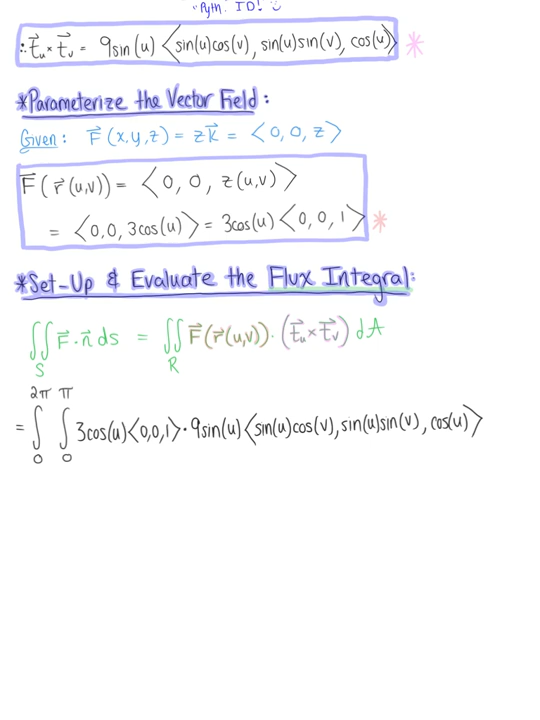 "Pyth. ID!
∴ t⃗u × t⃗v = 9sin(u) <sin(u)cos(v), sin(u)sin(v), cos(u)> *
*Parameterize the Vector Field:
Given: F⃗(x,y,z) = zk⃗ = <0, 0, z>
F⃗(r⃗(u,v)) = <0, 0, z(u,v)>
= <0,0, 3cos(u)> = 3cos(u) <0,0,1> *
*Set-Up & Evaluate the Flux Integral:
∬S F⃗·n⃗ ds = ∬R F⃗(r⃗(u,v))·(t⃗u × t⃗v) dA
= ∫₀^2π ∫₀^π 3cos(u)<0,0,1>·9sin(u)<sin(u)cos(v), sin(u)sin(v), cos(u)>